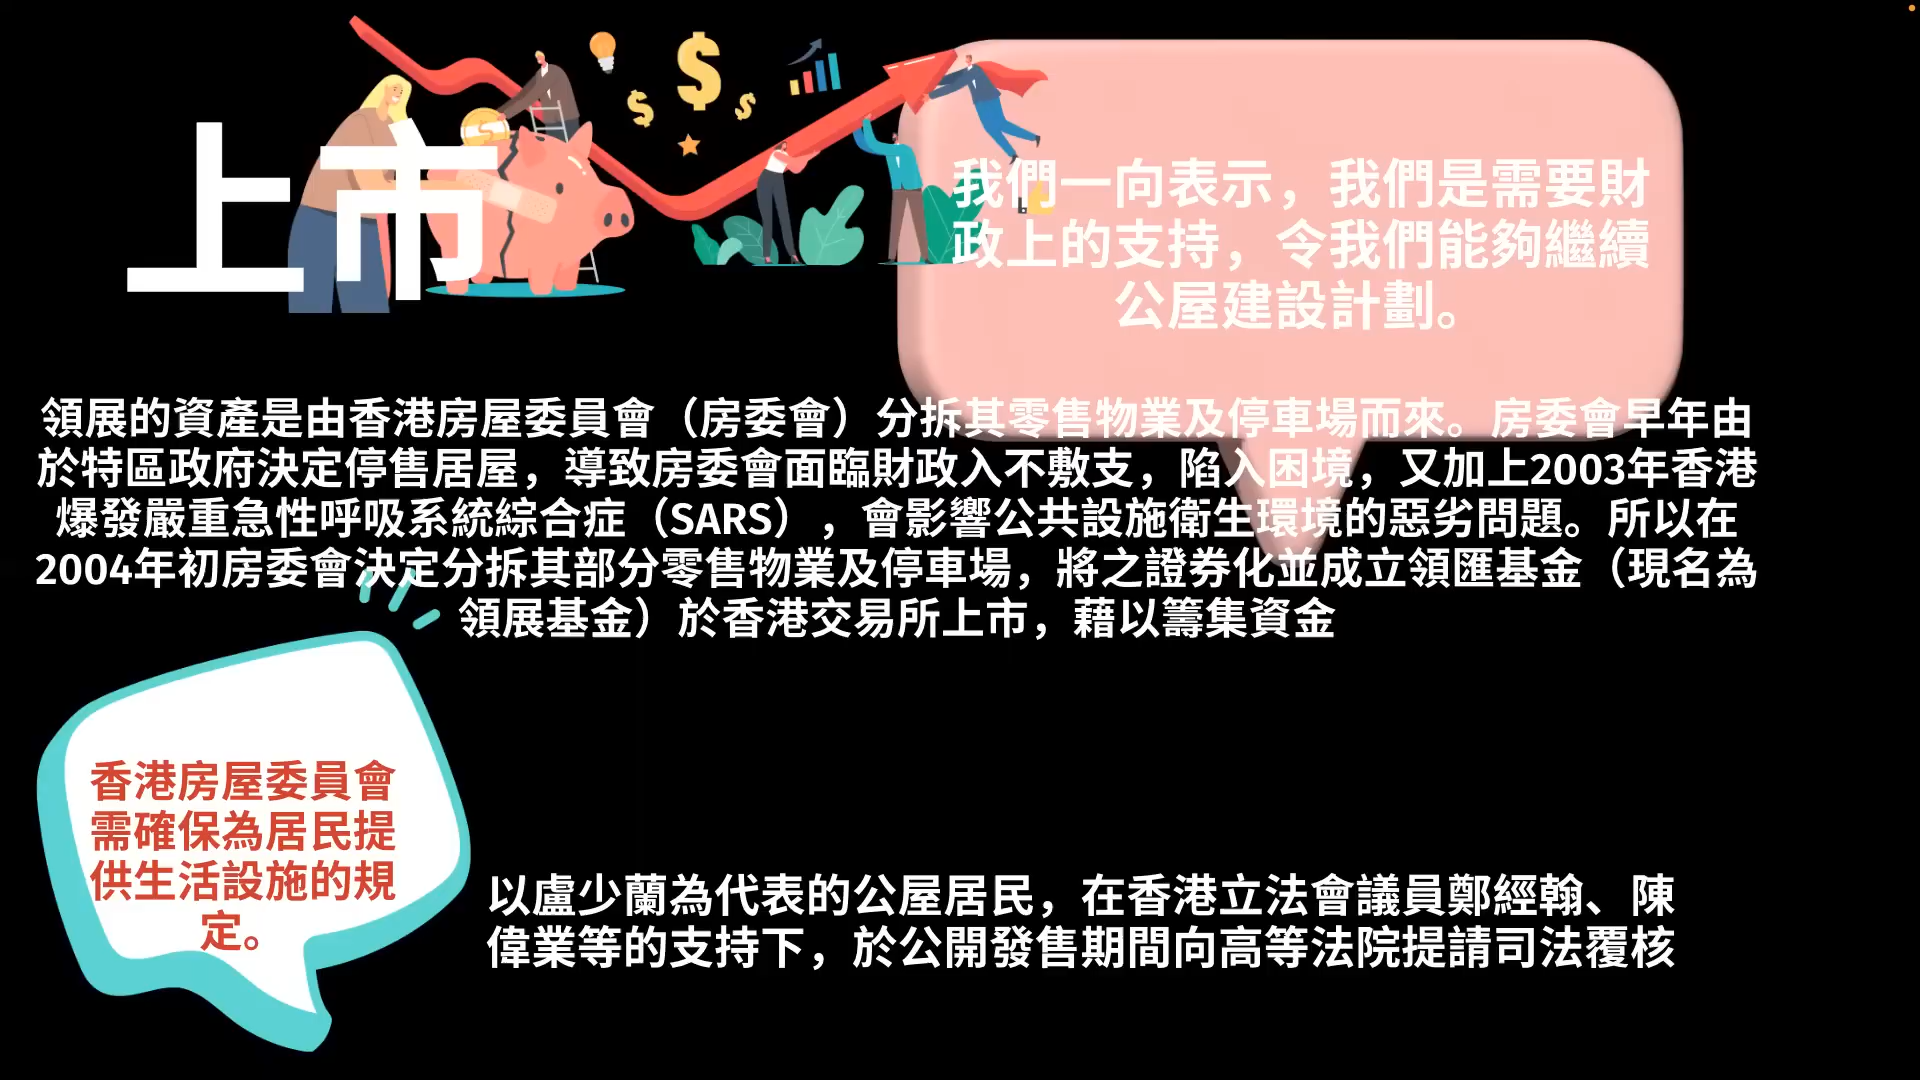 上市
我們一向表示，我們是需要財
政上的支持，令我們能夠繼續
公屋建設計劃。
領展的資產是由香港房屋委員會（房委會）分拆其零售物業及停車場而來。房委會早年由
於特區政府決定停售居屋，導致房委會面臨財政入不敷支，陷入困境，又加上2003年香港
爆發嚴重急性呼吸系統綜合症（SARS），會影響公共設施衛生環境的惡劣問題。所以在
2004年初房委會決定分拆其部分零售物業及停車場，將之證券化並成立領匯基金（現名為
領展基金）於香港交易所上市，藉以籌集資金
香港房屋委員會
需確保為居民提
供生活設施的規
定。
以盧少蘭為代表的公屋居民，在香港立法會議員鄭經翰、陳
偉業等的支持下，於公開發售期間向高等法院提請司法覆核